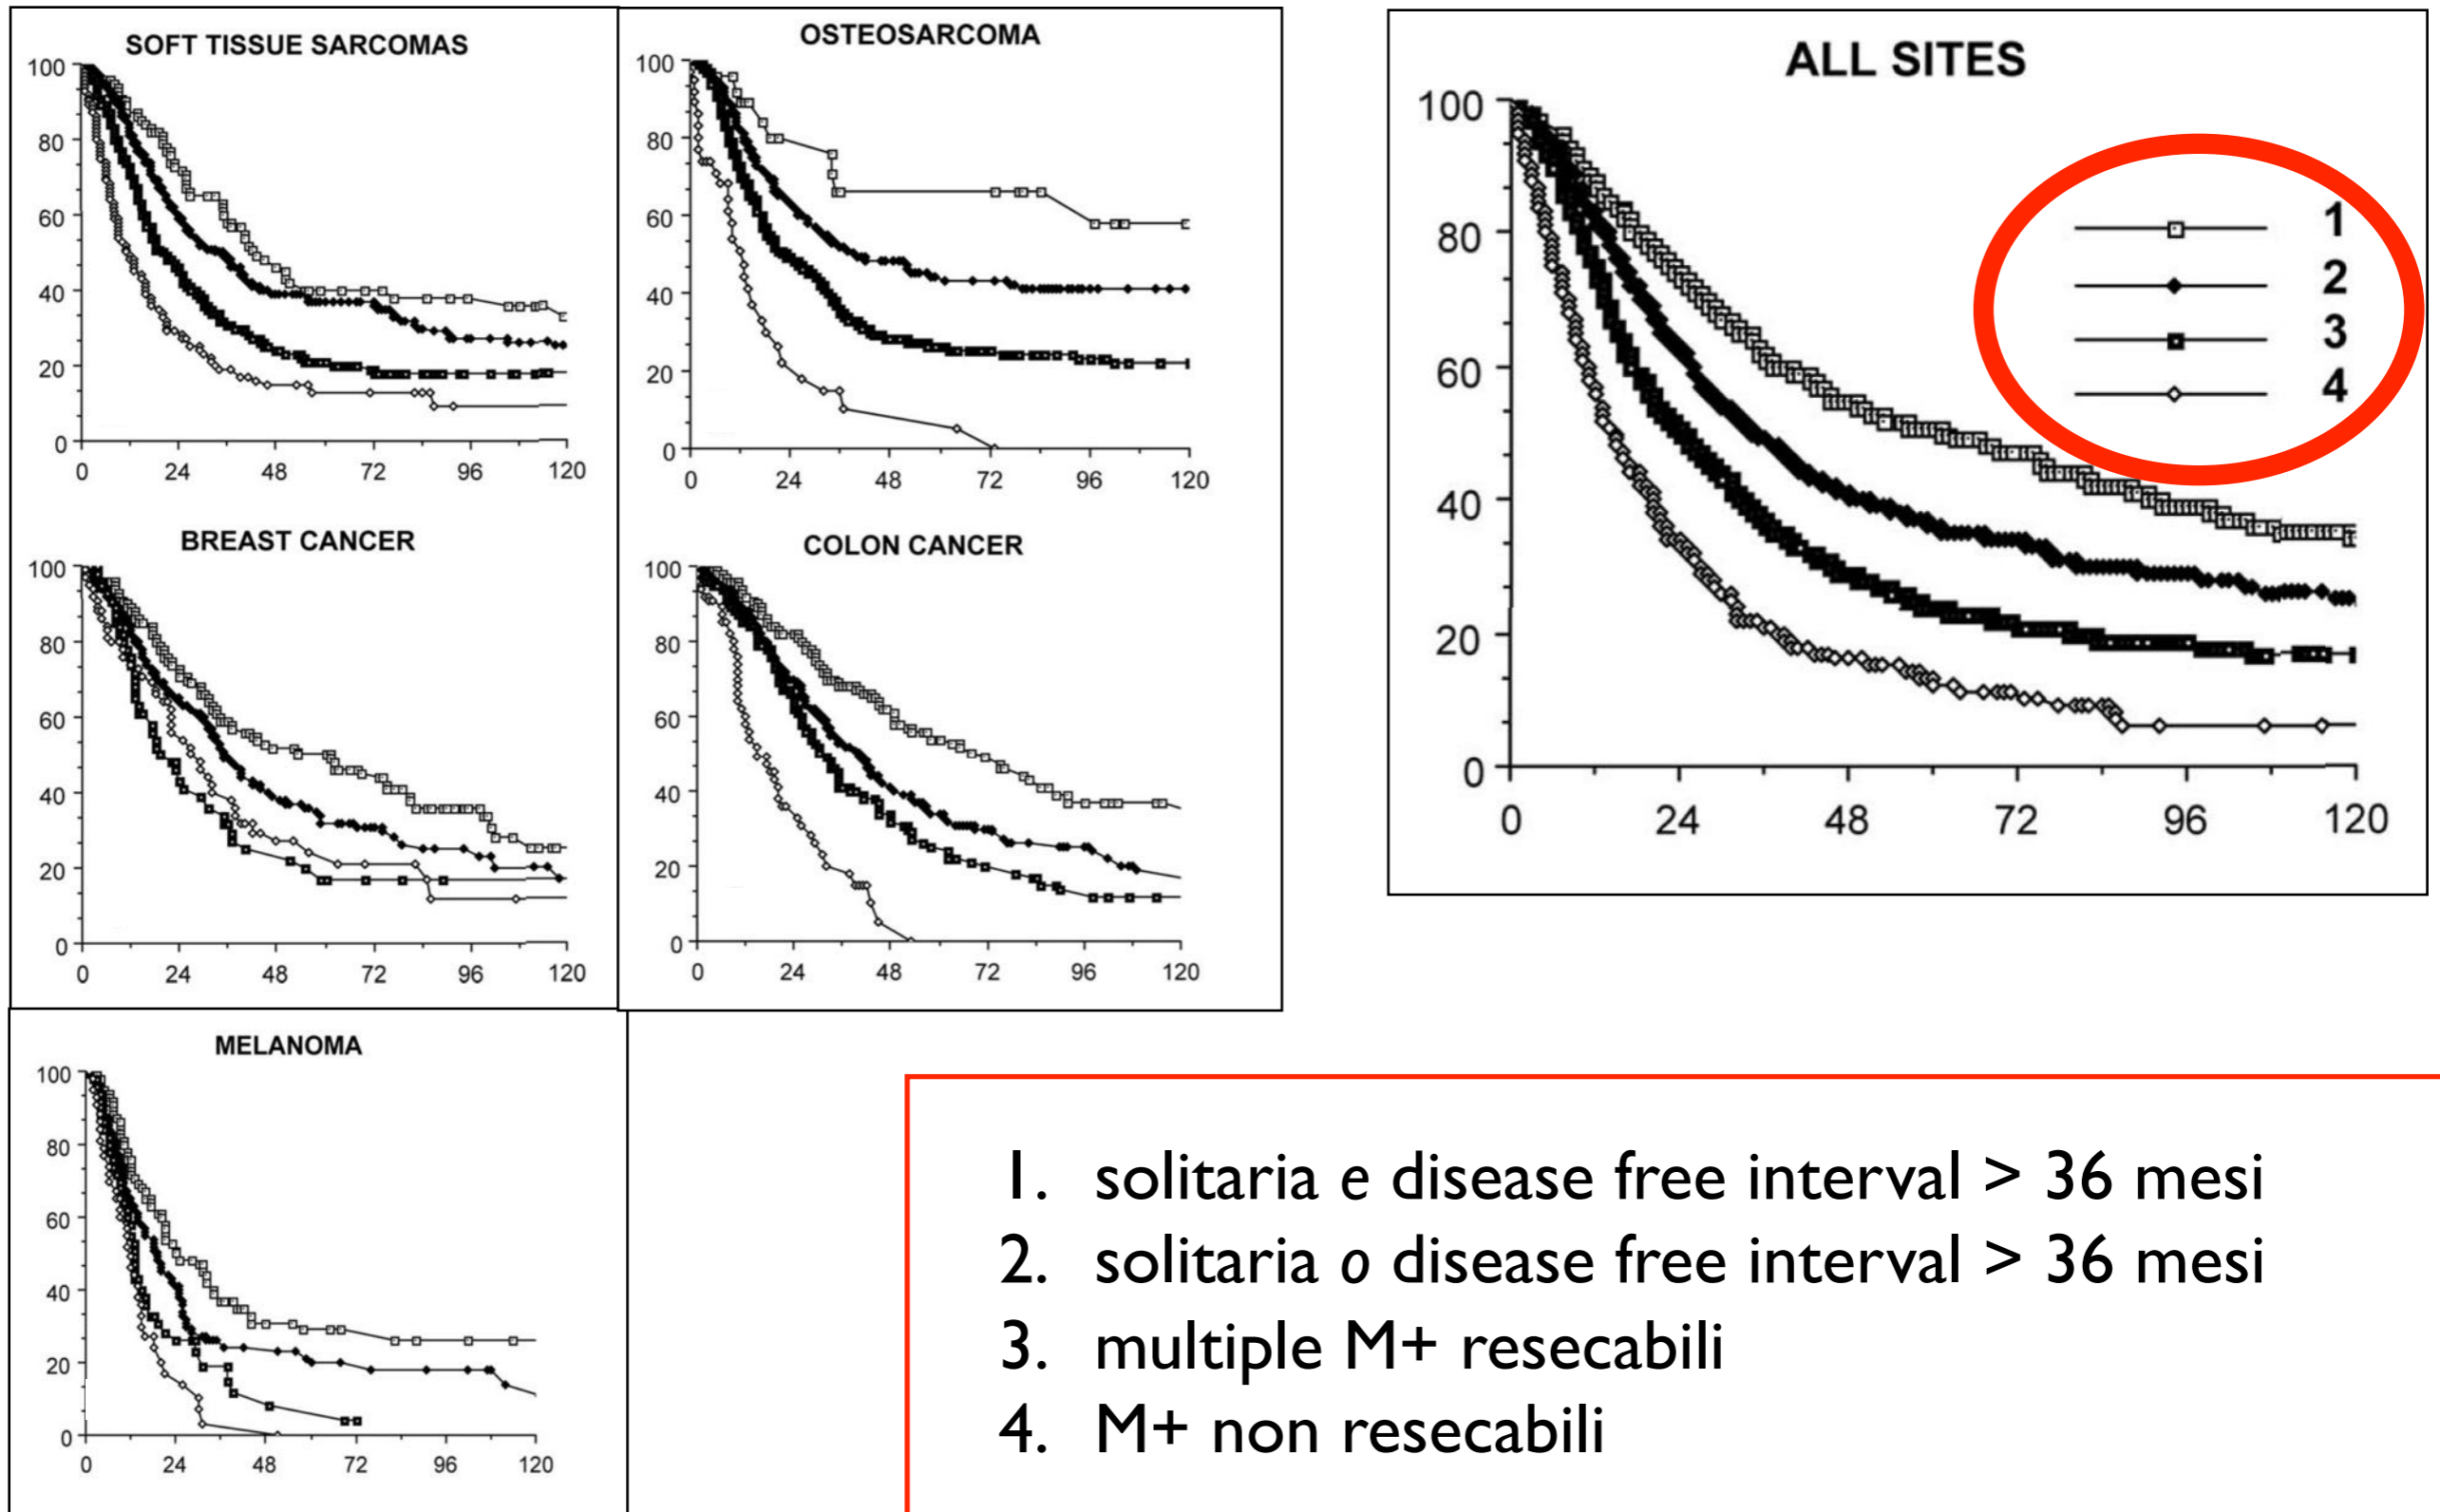 SOFT TISSUE SARCOMAS
100
80
60
40
20
0
0 24 48 72 96 120
OSTEOSARCOMA
100
80
60
40
20
0
0 24 48 72 96 120
ALL SITES
100
80
60
40
20
0
0 24 48 72 96 120
1
2
3
4
BREAST CANCER
100
80
60
40
20
0
0 24 48 72 96 120
COLON CANCER
100
80
60
40
20
0
0 24 48 72 96 120
MELANOMA
100
80
60
40
20
0
0 24 48 72 96 120
1. solitaria e disease free interval > 36 mesi
2. solitaria o disease free interval > 36 mesi
3. multiple M+ resecabili
4. M+ non resecabili